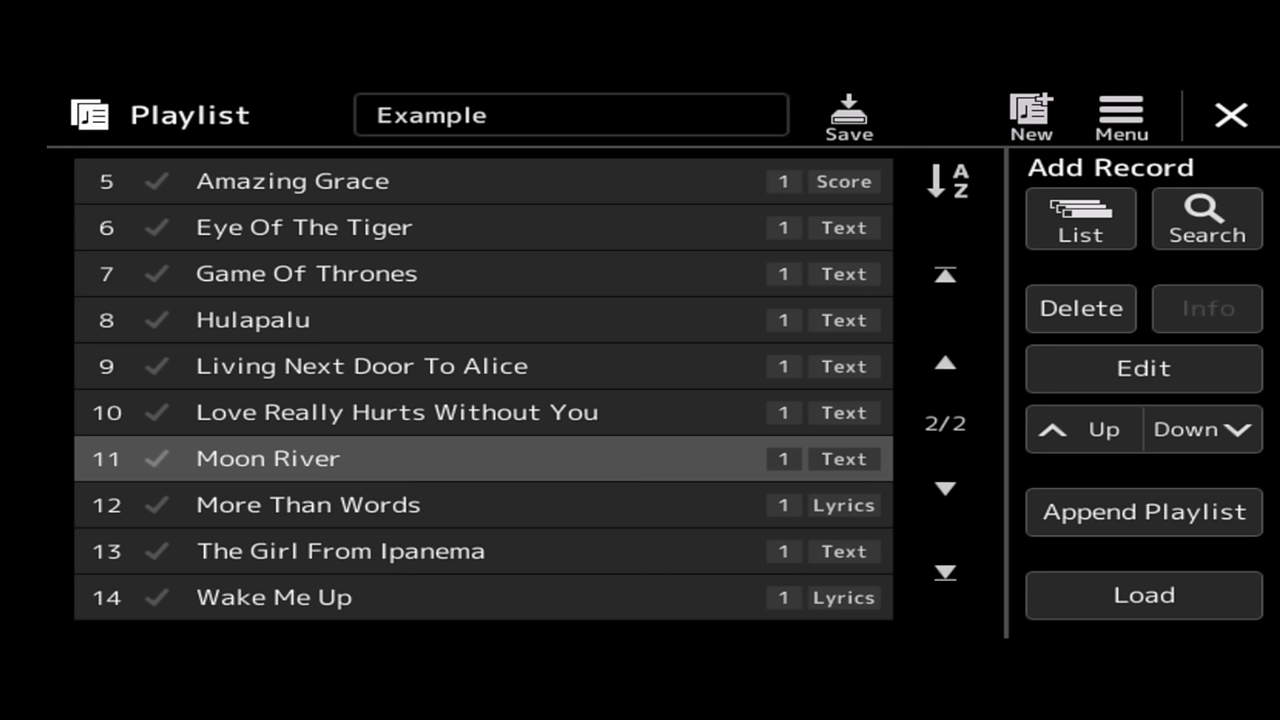 Playlist
Example
Save
New
Menu
5 Amazing Grace 1 Score
6 Eye Of The Tiger 1 Text
7 Game Of Thrones 1 Text
8 Hulapalu 1 Text
9 Living Next Door To Alice 1 Text
10 Love Really Hurts Without You 1 Text
11 Moon River 1 Text
12 More Than Words 1 Lyrics
13 The Girl From Ipanema 1 Text
14 Wake Me Up 1 Lyrics
A
Z
2/2
Add Record
List
Search
Delete
Info
Edit
Up
Down
Append Playlist
Load